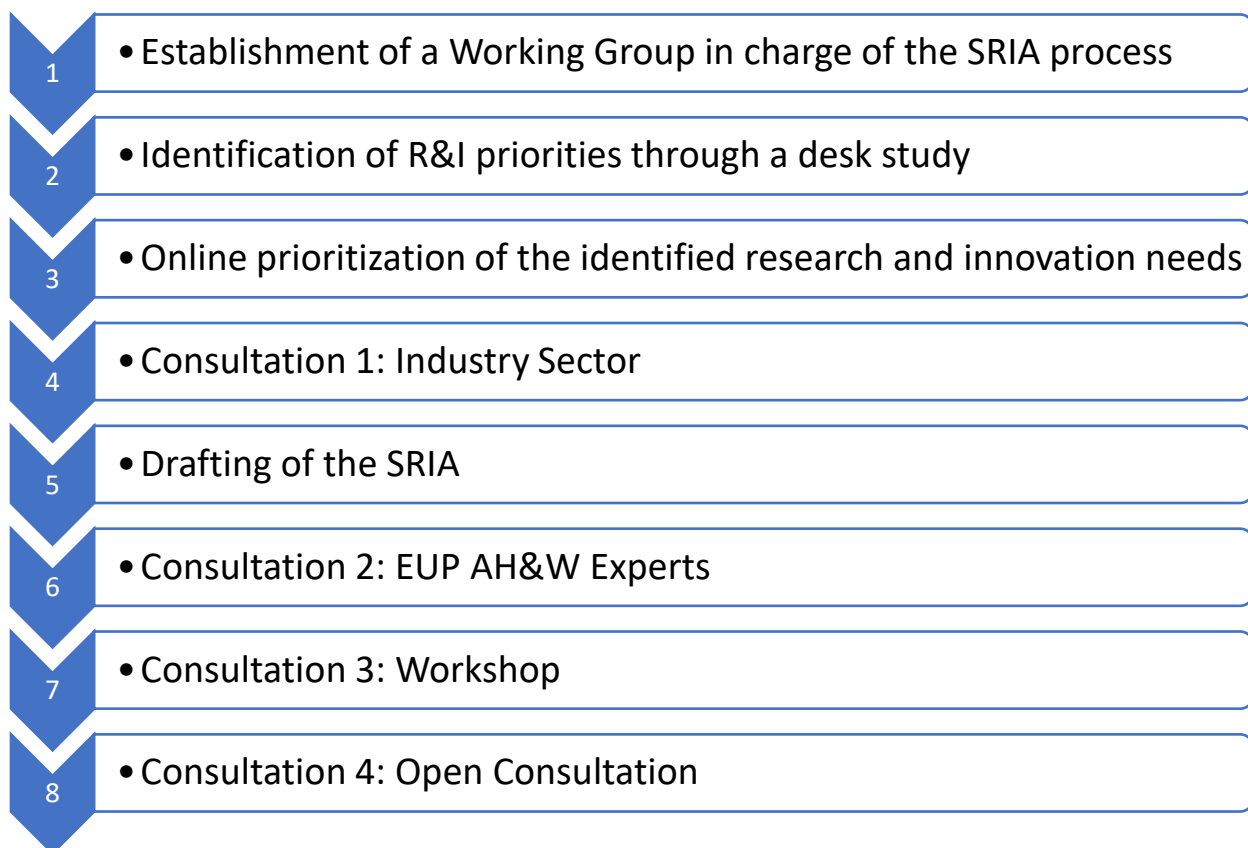 1
• Establishment of a Working Group in charge of the SRIA process
2
• Identification of R&I priorities through a desk study
3
• Online prioritization of the identified research and innovation needs
4
• Consultation 1: Industry Sector
5
• Drafting of the SRIA
6
• Consultation 2: EUP AH&W Experts
7
• Consultation 3: Workshop
8
• Consultation 4: Open Consultation